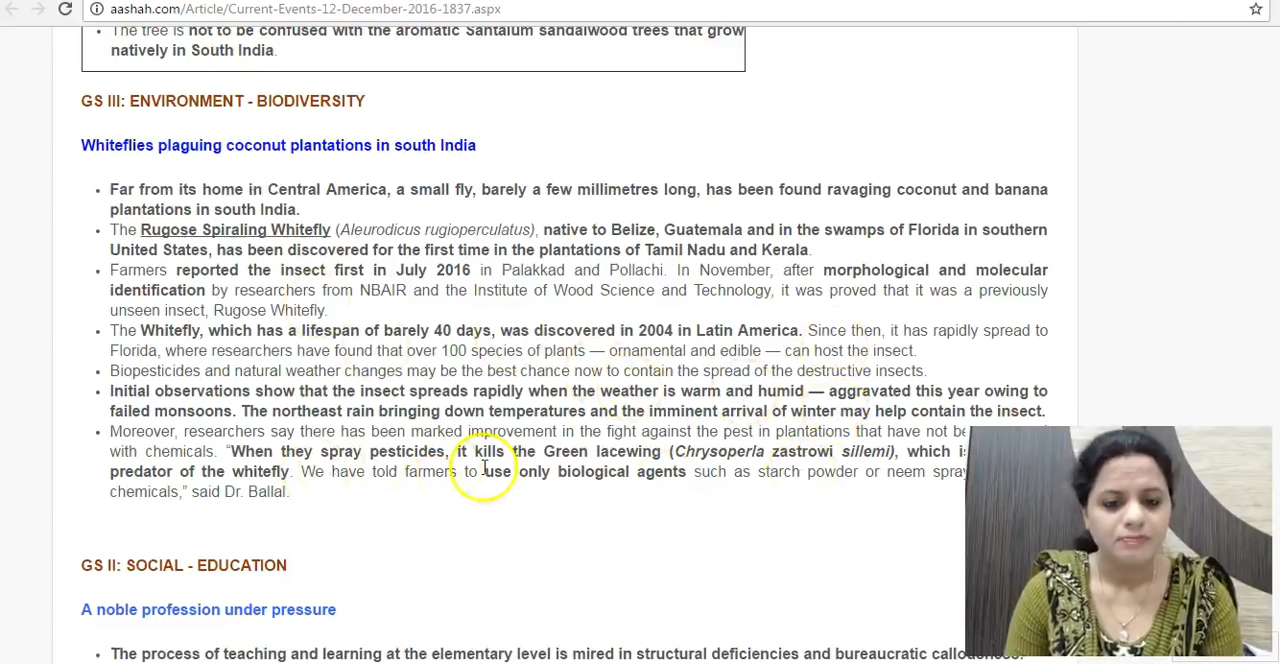 aashah.com/Article/Current-Events-12-December-2016-1837.aspx
• The tree is not to be confused with the aromatic Santalum sandalwood trees that grow
natively in South India.
GS III: ENVIRONMENT - BIODIVERSITY
Whiteflies plaguing coconut plantations in south India
• Far from its home in Central America, a small fly, barely a few millimetres long, has been found ravaging coconut and banana
plantations in south India.
• The Rugose Spiraling Whitefly (Aleurodicus rugioperculatus), native to Belize, Guatemala and in the swamps of Florida in southern
United States, has been discovered for the first time in the plantations of Tamil Nadu and Kerala.
• Farmers reported the insect first in July 2016 in Palakkad and Pollachi. In November, after morphological and molecular
identification by researchers from NBAIR and the Institute of Wood Science and Technology, it was proved that it was a previously
unseen insect, Rugose Whitefly.
• The Whitefly, which has a lifespan of barely 40 days, was discovered in 2004 in Latin America. Since then, it has rapidly spread to
Florida, where researchers have found that over 100 species of plants — ornamental and edible — can host the insect.
• Biopesticides and natural weather changes may be the best chance now to contain the spread of the destructive insects.
• Initial observations show that the insect spreads rapidly when the weather is warm and humid — aggravated this year owing to
failed monsoons. The northeast rain bringing down temperatures and the imminent arrival of winter may help contain the insect.
• Moreover, researchers say there has been marked improvement in the fight against the pest in plantations that have not
with chemicals. “When they spray pesticides, it kills the Green lacewing (Chrysoperla zastrowi sillemi), which
predator of the whitefly. We have told farmers to use only biological agents such as starch powder or neem
chemicals,” said Dr. Ballal.
GS II: SOCIAL - EDUCATION
A noble profession under pressure
• The process of teaching and learning at the elementary level is mired in structural deficiencies and bureaucratic